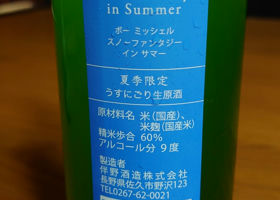 in Summer
ボー ミッシェル
スノーファンタジー
イン サマー
夏季限定
うすにごり生原酒
原材料名 米(国産)、
米麹(国産米)
精米歩合 60%
アルコール分 9度
製造者
伴野酒造株式会社
長野県佐久市野沢123
TEL0267-62-0021